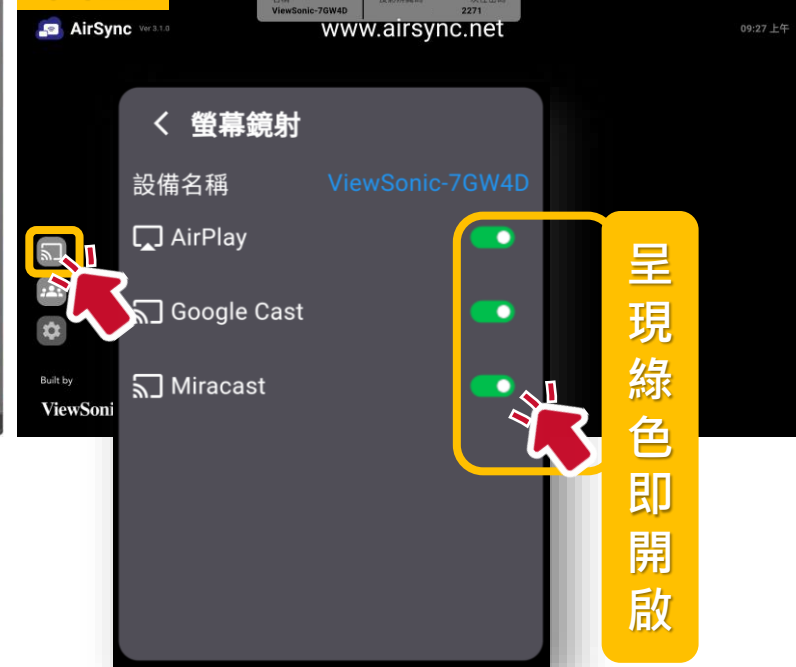 AirSync Ver 3.1.0
ViewSonic-7GW4D
2271
www.airsync.net
09:27 上午
螢幕鏡射
設備名稱 ViewSonic-7GW4D
AirPlay
Google Cast
Miracast
呈現綠色即開啟
Built by
ViewSoni